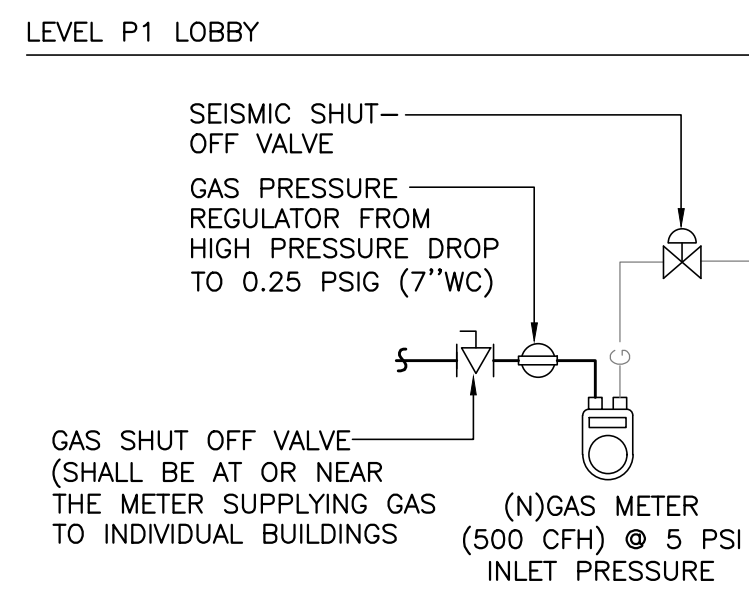 LEVEL P1 LOBBY
SEISMIC SHUT-
OFF VALVE
GAS PRESSURE
REGULATOR FROM
HIGH PRESSURE DROP
TO 0.25 PSIG (7''WC)
G
GAS SHUT OFF VALVE
(SHALL BE AT OR NEAR
THE METER SUPPLYING GAS
TO INDIVIDUAL BUILDINGS
(N)GAS METER
(500 CFH) @ 5 PSI
INLET PRESSURE